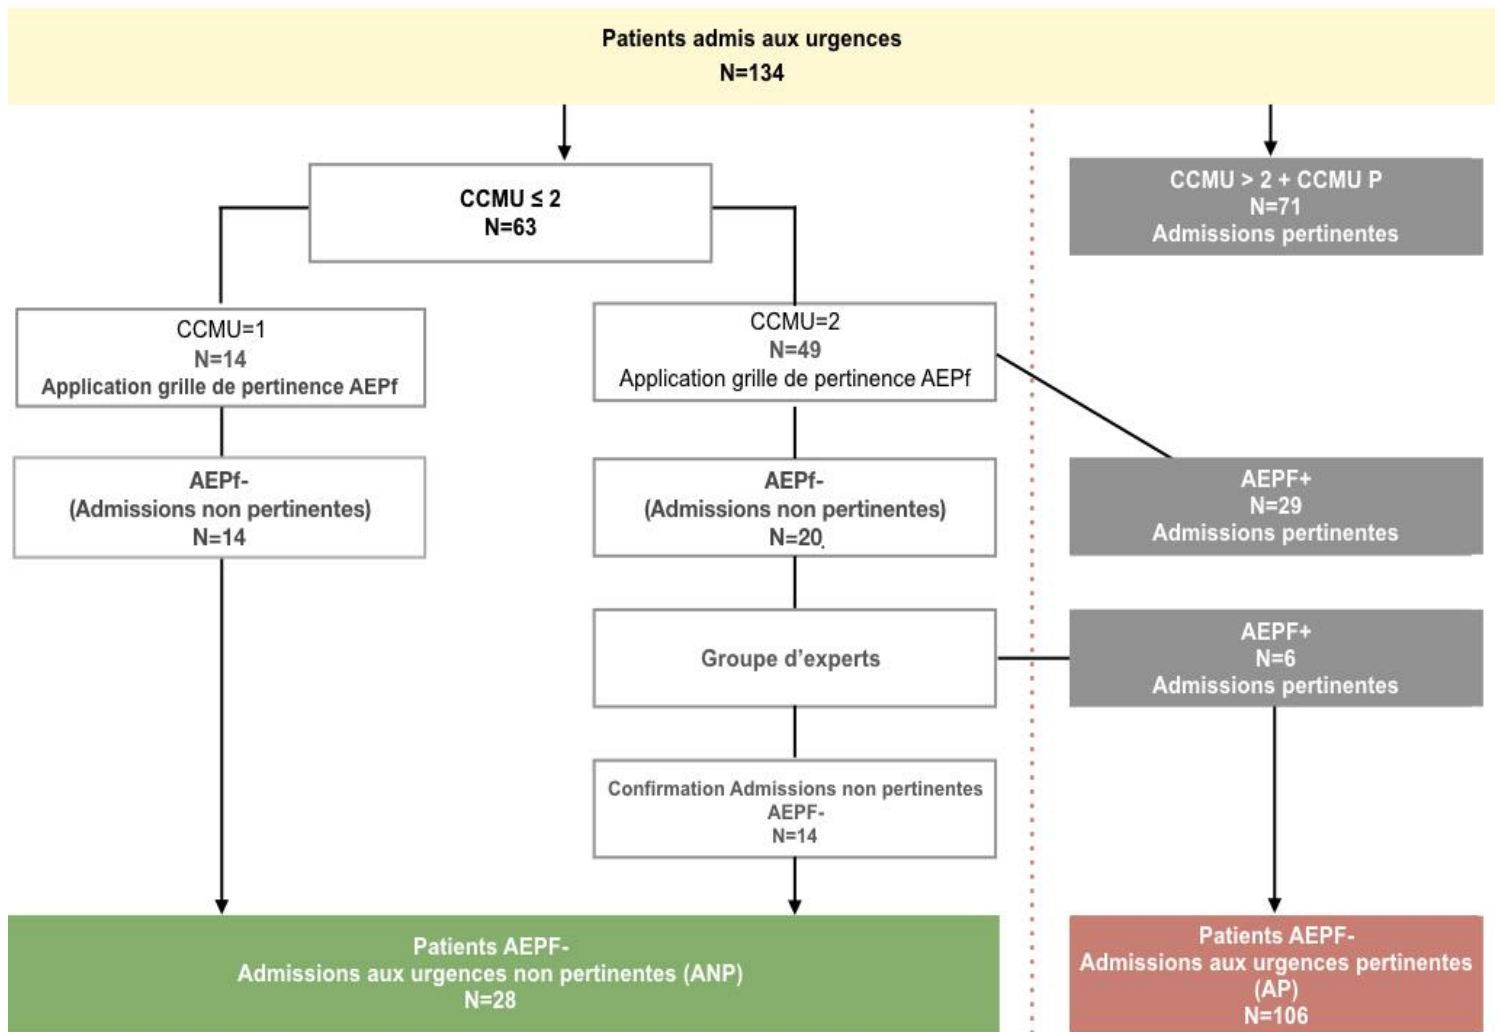 Patients admis aux urgences
N=134
CCMU ≤ 2
N=63
CCMU > 2 + CCMU P
N=71
Admissions pertinentes
CCMU=1
N=14
Application grille de pertinence AEPf
CCMU=2
N=49
Application grille de pertinence AEPf
AEPf-
(Admissions non pertinentes)
N=14
AEPf-
(Admissions non pertinentes)
N=20.
AEPF+
N=29
Admissions pertinentes
Groupe d'experts
AEPF+
N=6
Admissions pertinentes
Confirmation Admissions non pertinentes
AEPF-
N=14
Patients AEPF-
Admissions aux urgences non pertinentes (ANP)
N=28
Patients AEPF-
Admissions aux urgences pertinentes
(AP)
N=106